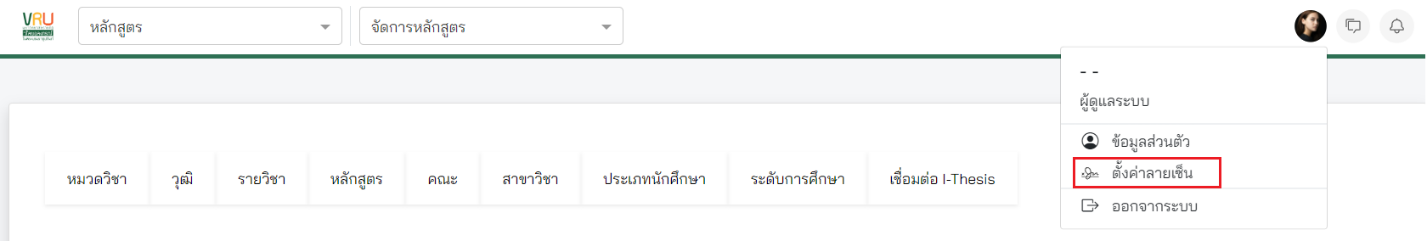 VRU
หลักสูตร
จัดการหลักสูตร
- -
ผู้ดูแลระบบ
ข้อมูลส่วนตัว
ตั้งค่าลายเซ็น
ออกจากระบบ
หมวดวิชา วุฒิ รายวิชา หลักสูตร คณะ สาขาวิชา ประเภทนักศึกษา ระดับการศึกษา เชื่อมต่อ I-Thesis